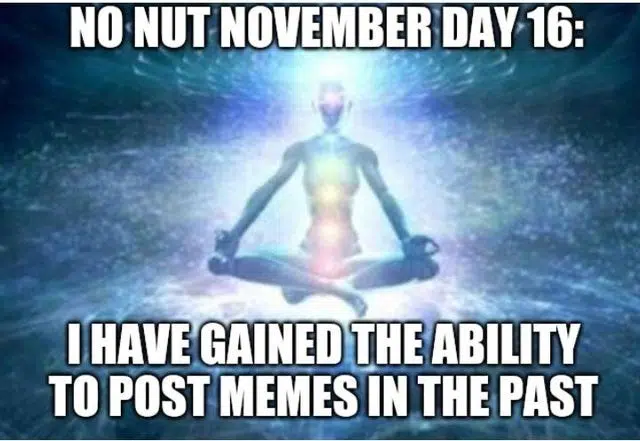 NO NUT NOVEMBER DAY 16:
I HAVE GAINED THE ABILITY
TO POST MEMES IN THE PAST